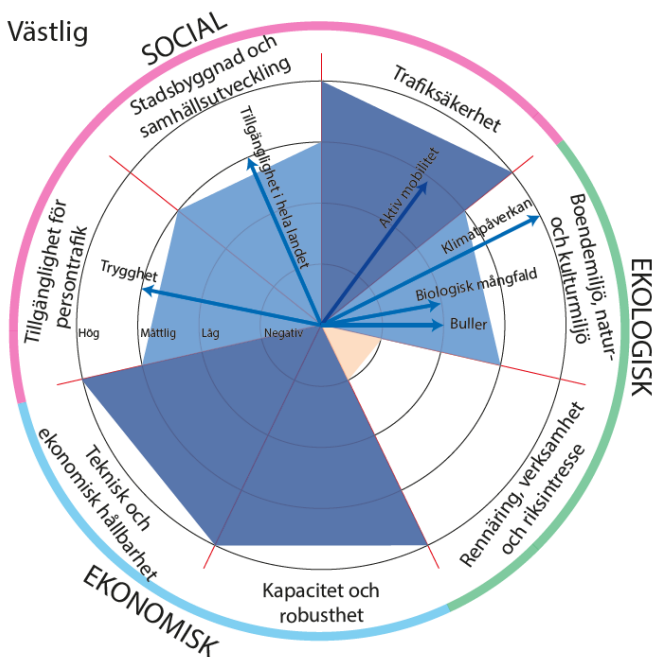 Västlig
SOCIAL
Stadsbyggnad och
samhällsutveckling
Trafiksäkerhet
Tillgänglighet för
persontrafik
Tillgänglighet i hela landet
Aktiv mobilitet
Klimatpåverkan
Boendemiljö, natur-
och kulturmiljö
EKOLOGISK
Trygghet
Biologisk mångfald
Buller
Hög
Måttlig
Låg
Negativ
Rennäring, verksamhet
och riksintresse
Teknisk och
ekonomisk hållbarhet
EKONOMISK
Kapacitet och
robusthet